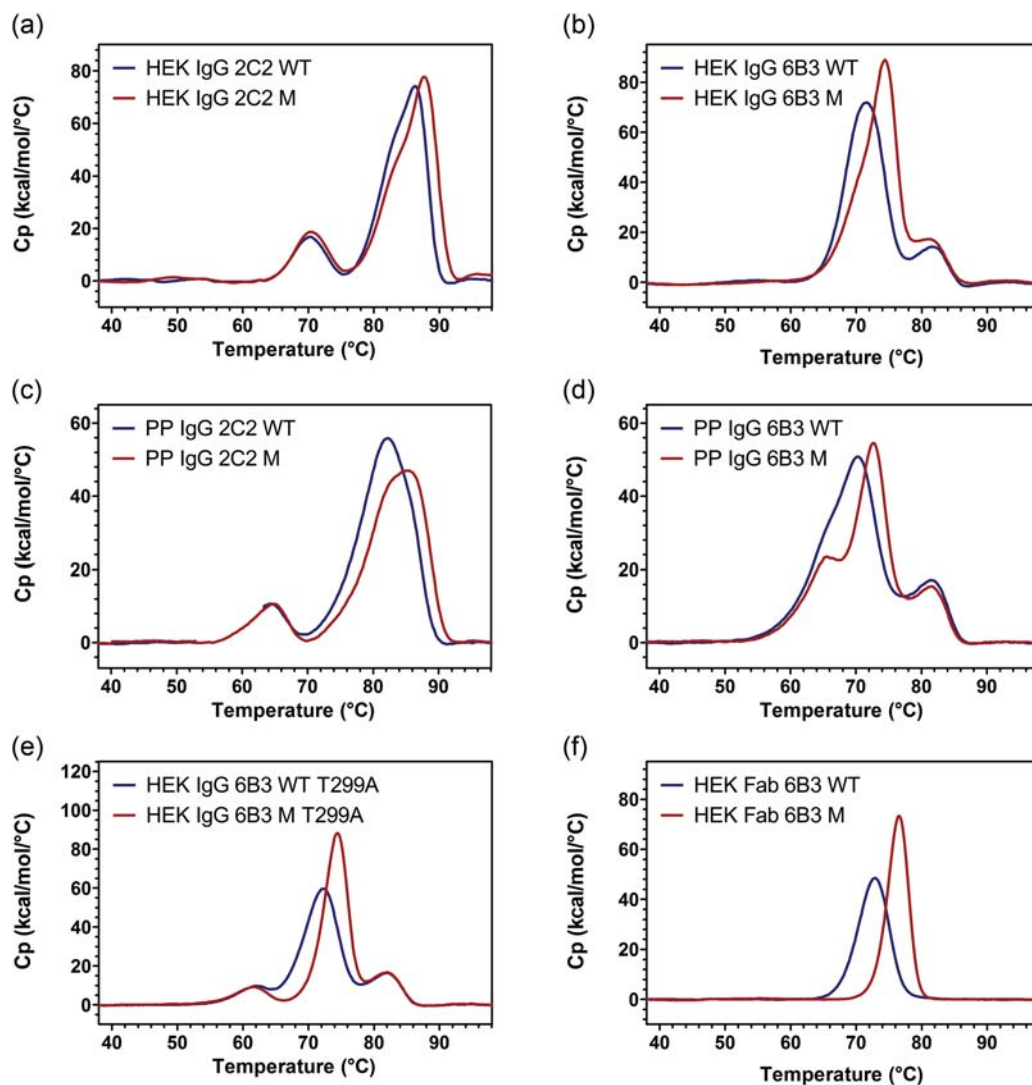 (a)
HEK IgG 2C2 WT
HEK IgG 2C2 M
Cp (kcal/mol/°C)
80
60
40
20
0
40 50 60 70 80 90
Temperature (°C)
(b)
HEK IgG 6B3 WT
HEK IgG 6B3 M
Cp (kcal/mol/°C)
80
60
40
20
0
40 50 60 70 80 90
Temperature (°C)
(c)
PP IgG 2C2 WT
PP IgG 2C2 M
Cp (kcal/mol/°C)
60
40
20
0
40 50 60 70 80 90
Temperature (°C)
(d)
PP IgG 6B3 WT
PP IgG 6B3 M
Cp (kcal/mol/°C)
60
40
20
0
40 50 60 70 80 90
Temperature (°C)
(e)
HEK IgG 6B3 WT T299A
HEK IgG 6B3 M T299A
Cp (kcal/mol/°C)
120
100
80
60
40
20
0
40 50 60 70 80 90
Temperature (°C)
(f)
HEK Fab 6B3 WT
HEK Fab 6B3 M
Cp (kcal/mol/°C)
80
60
40
20
0
40 50 60 70 80 90
Temperature (°C)